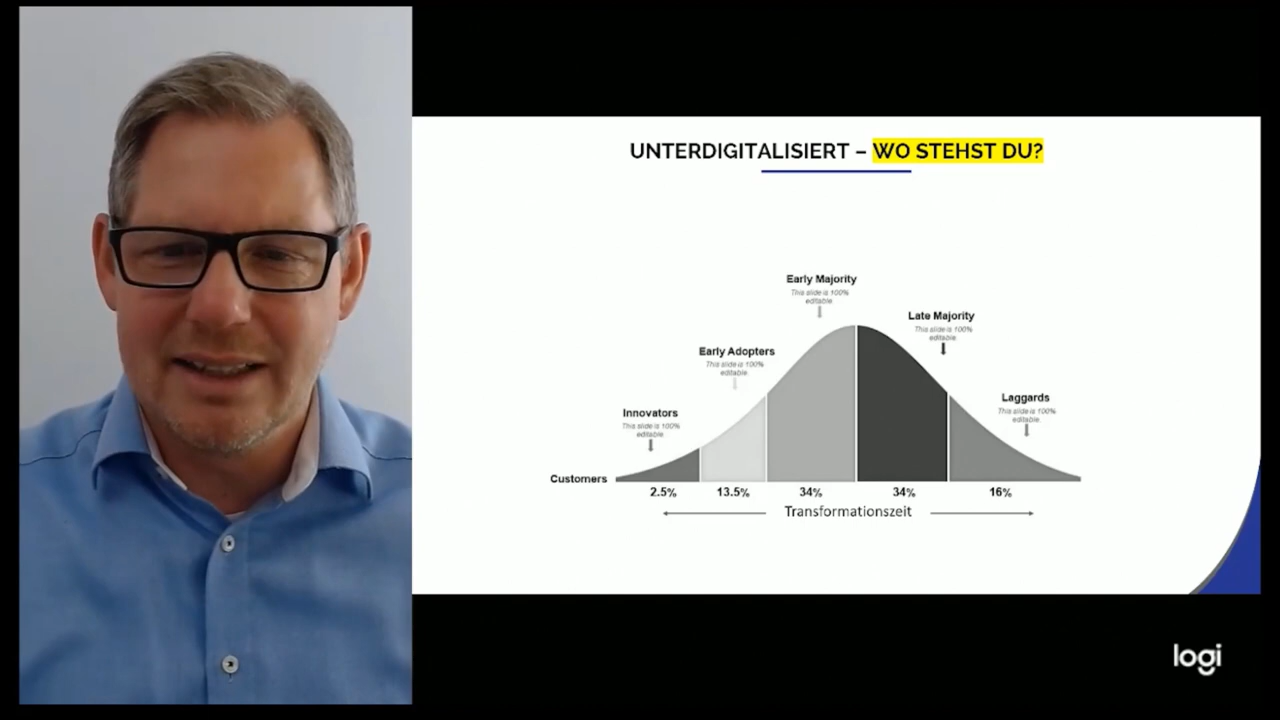 UNTERDIGITALISIERT – WO STEHST DU?
Early Majority
This slide is 100%
editable.
Late Majority
This slide is 100%
editable.
Early Adopters
This slide is 100%
editable.
Laggards
This slide is 100%
editable.
Innovators
This slide is 100%
editable.
Customers
2.5% 13.5% 34% 34% 16%
Transformationszeit
logi